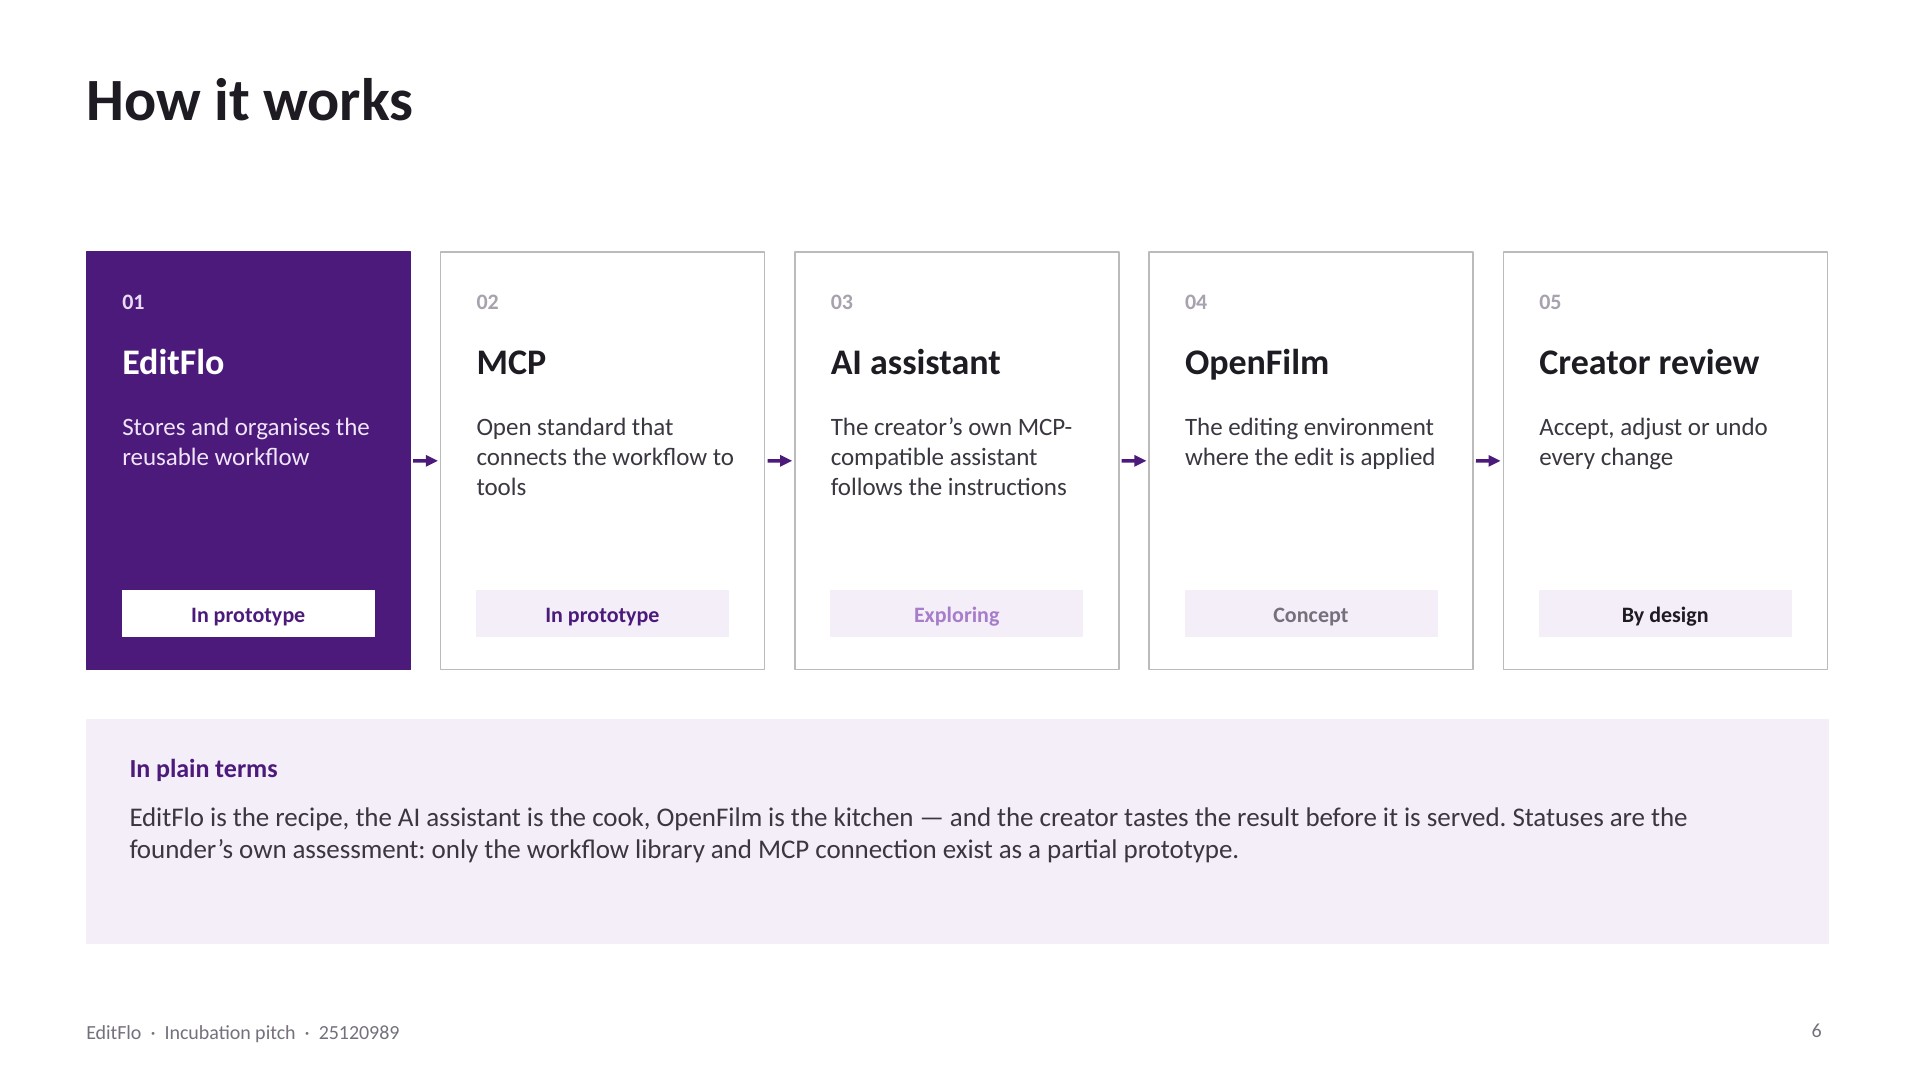 How it works
01
EditFlo
Stores and organises the
reusable workflow
In prototype
02
MCP
Open standard that
connects the workflow to
tools
In prototype
03
AI assistant
The creator’s own MCP-
compatible assistant
follows the instructions
Exploring
04
OpenFilm
The editing environment
where the edit is applied
Concept
05
Creator review
Accept, adjust or undo
every change
By design
In plain terms
EditFlo is the recipe, the AI assistant is the cook, OpenFilm is the kitchen — and the creator tastes the result before it is served. Statuses are the
founder’s own assessment: only the workflow library and MCP connection exist as a partial prototype.
EditFlo · Incubation pitch · 25120989
6